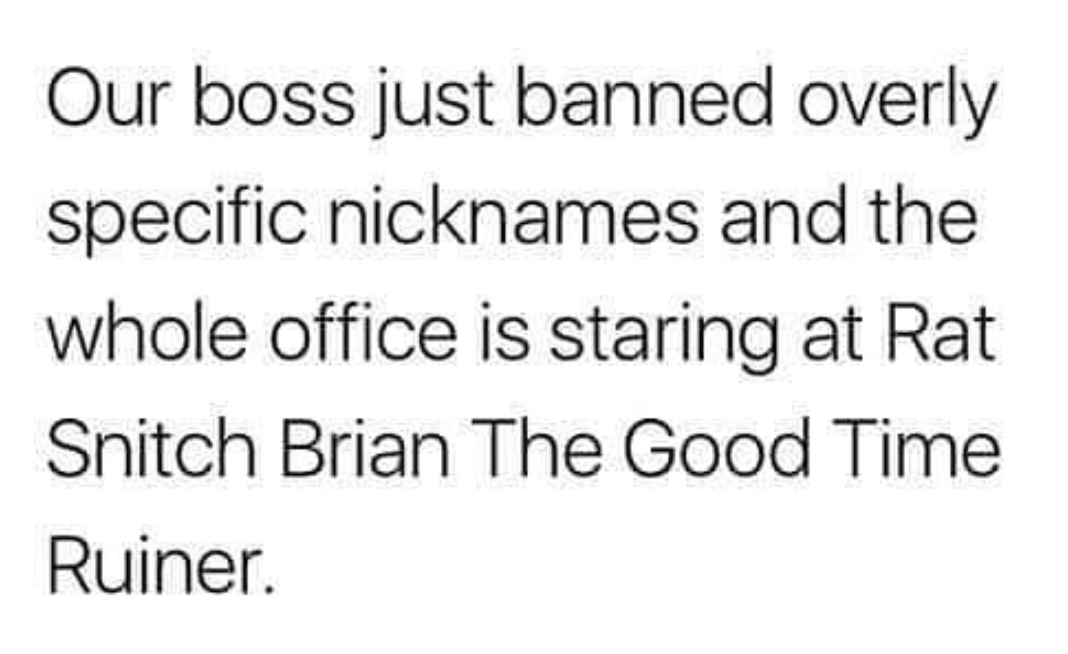 Our boss just banned overly
specific nicknames and the
whole office is staring at Rat
Snitch Brian The Good Time
Ruiner.